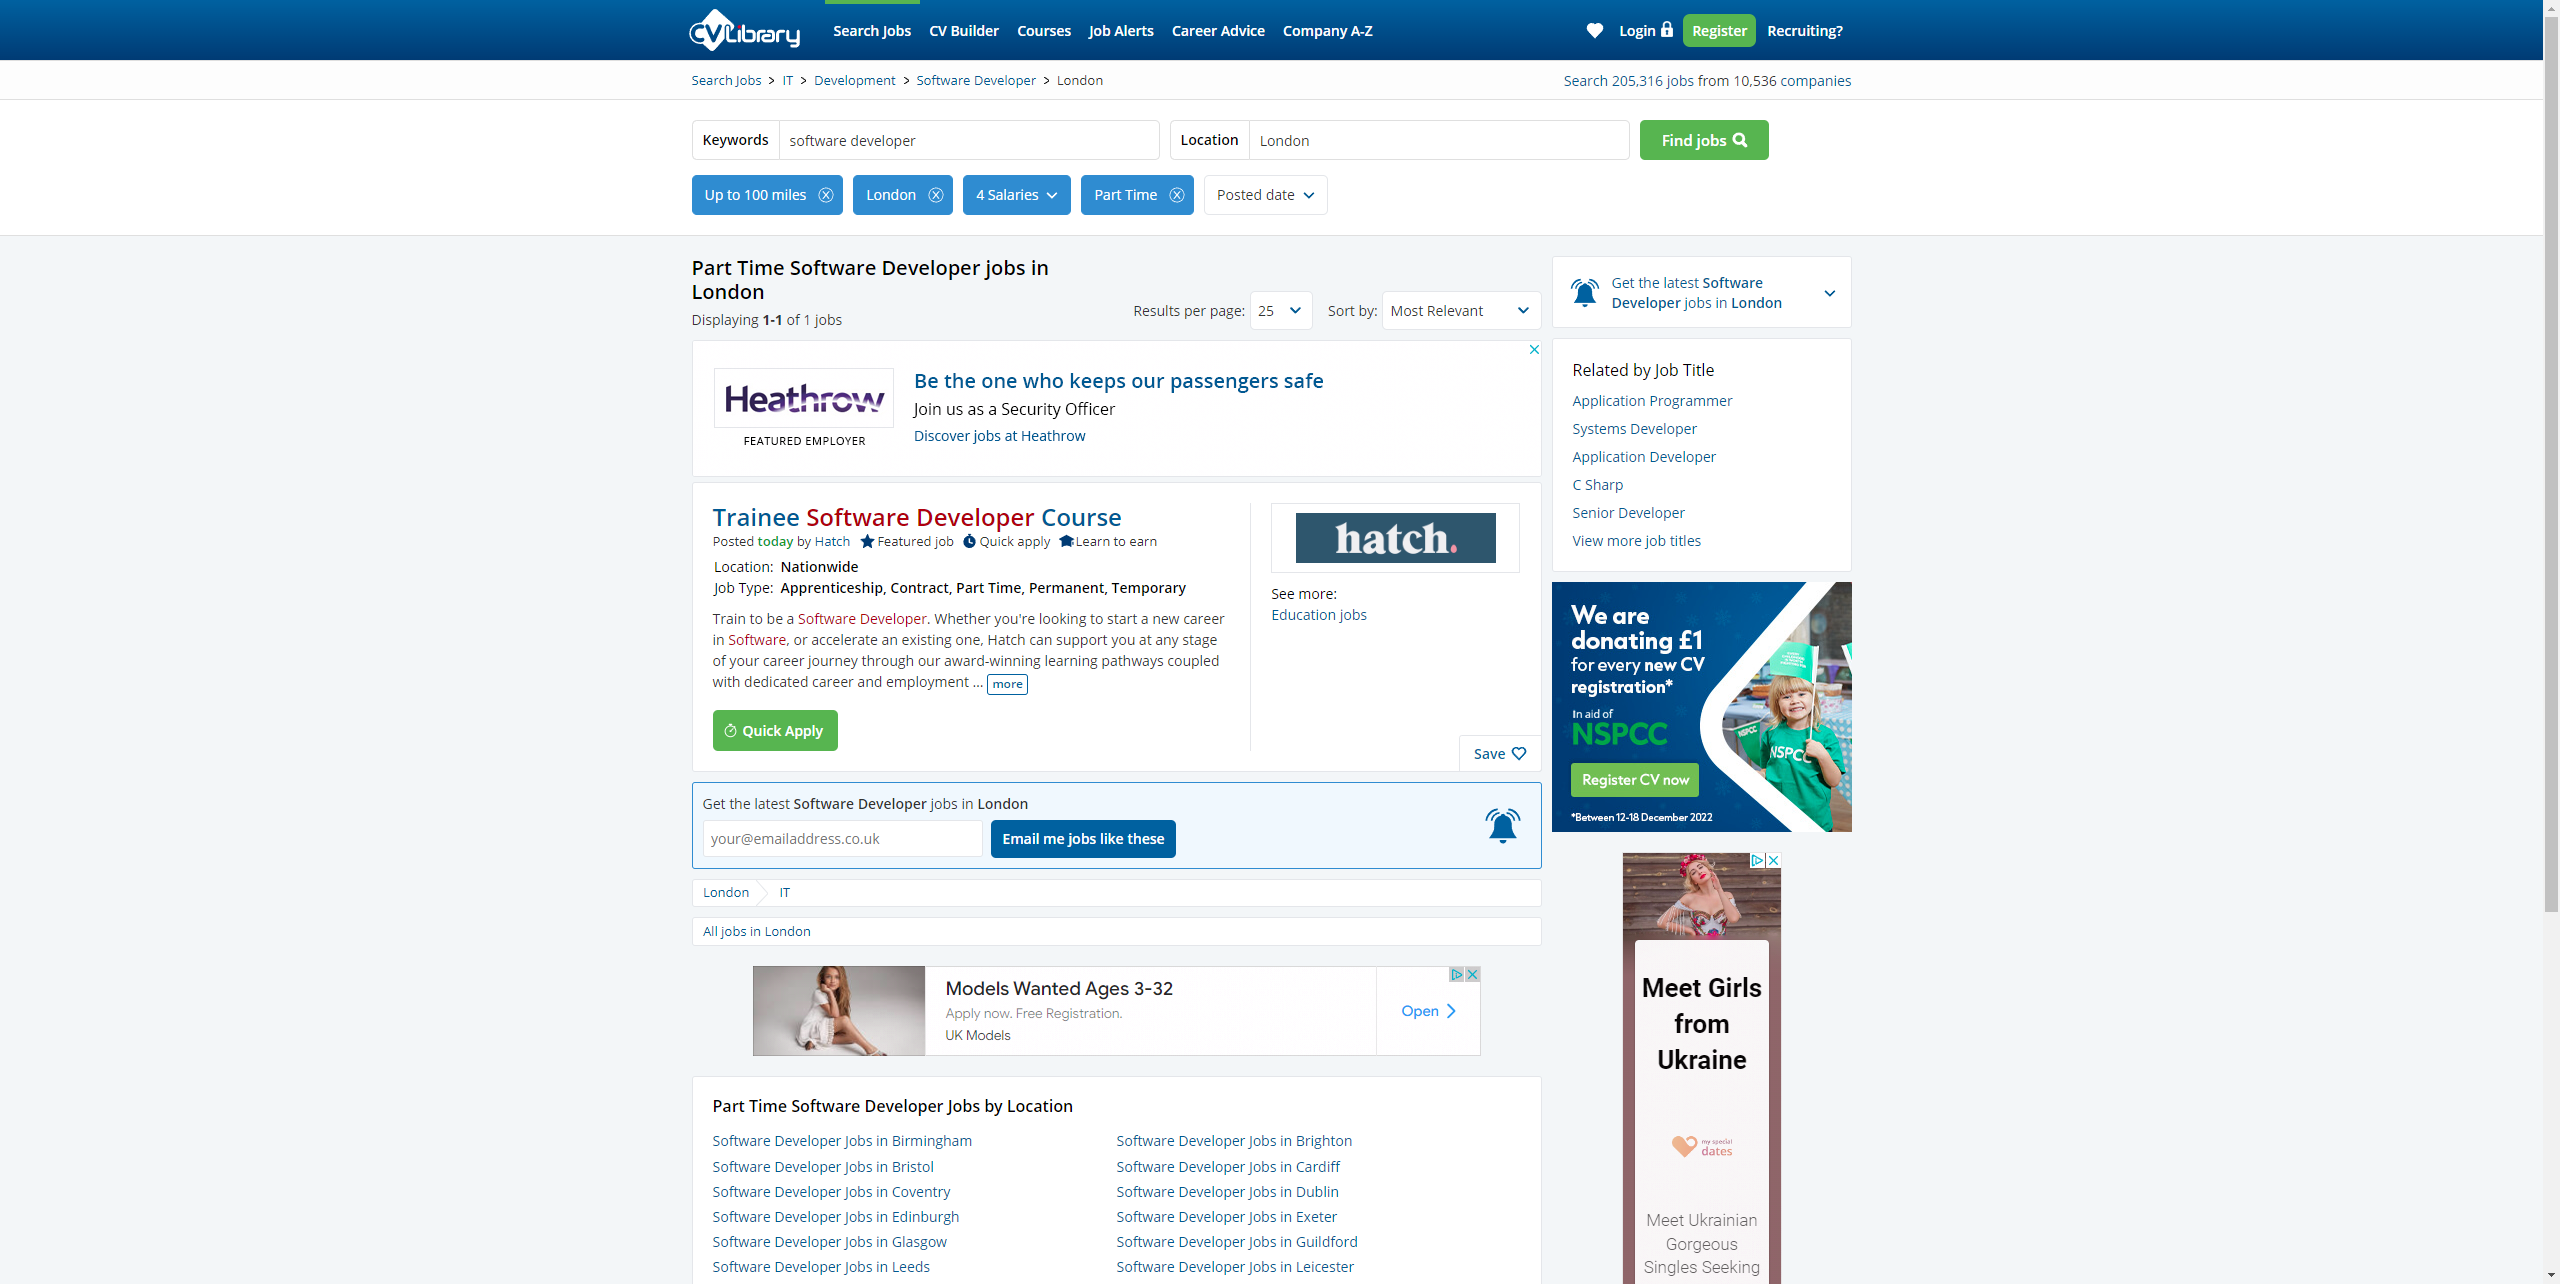 CV Library
Search Jobs
CV Builder
Courses
Job Alerts
Career Advice
Company A-Z
Login
Register
Recruiting?
Search Jobs > IT > Development > Software Developer > London
Search 205,316 jobs from 10,536 companies
Keywords
software developer
Location
London
Find jobs
Up to 100 miles
London
4 Salaries
Part Time
Posted date
Part Time Software Developer jobs in
London
Displaying 1-1 of 1 jobs
Results per page: 25
Sort by: Most Relevant
Heathrow
FEATURED EMPLOYER
Be the one who keeps our passengers safe
Join us as a Security Officer
Discover jobs at Heathrow
Trainee Software Developer Course
Posted today by Hatch Featured job Quick apply Learn to earn
Location: Nationwide
Job Type: Apprenticeship, Contract, Part Time, Permanent, Temporary
Train to be a Software Developer. Whether you're looking to start a new career
in Software, or accelerate an existing one, Hatch can support you at any stage
of your career journey through our award-winning learning pathways coupled
with dedicated career and employment ... more
Quick Apply
hatch.
See more:
Education jobs
Save
Get the latest Software Developer jobs in London
your@emailaddress.co.uk
Email me jobs like these
London
IT
All jobs in London
Models Wanted Ages 3-32
Apply now. Free Registration.
UK Models
Open
Part Time Software Developer Jobs by Location
Software Developer Jobs in Birmingham
Software Developer Jobs in Brighton
Software Developer Jobs in Bristol
Software Developer Jobs in Cardiff
Software Developer Jobs in Coventry
Software Developer Jobs in Dublin
Software Developer Jobs in Edinburgh
Software Developer Jobs in Exeter
Software Developer Jobs in Glasgow
Software Developer Jobs in Guildford
Software Developer Jobs in Leeds
Software Developer Jobs in Leicester
Get the latest Software
Developer jobs in London
Related by Job Title
Application Programmer
Systems Developer
Application Developer
C Sharp
Senior Developer
View more job titles
We are
donating £1
for every new CV
registration*
In aid of
NSPCC
Register CV now
*Between 12-18 December 2022
NSPCC
NSPCC
Meet Girls
from
Ukraine
my special
dates
Meet Ukrainian
Gorgeous
Singles Seeking